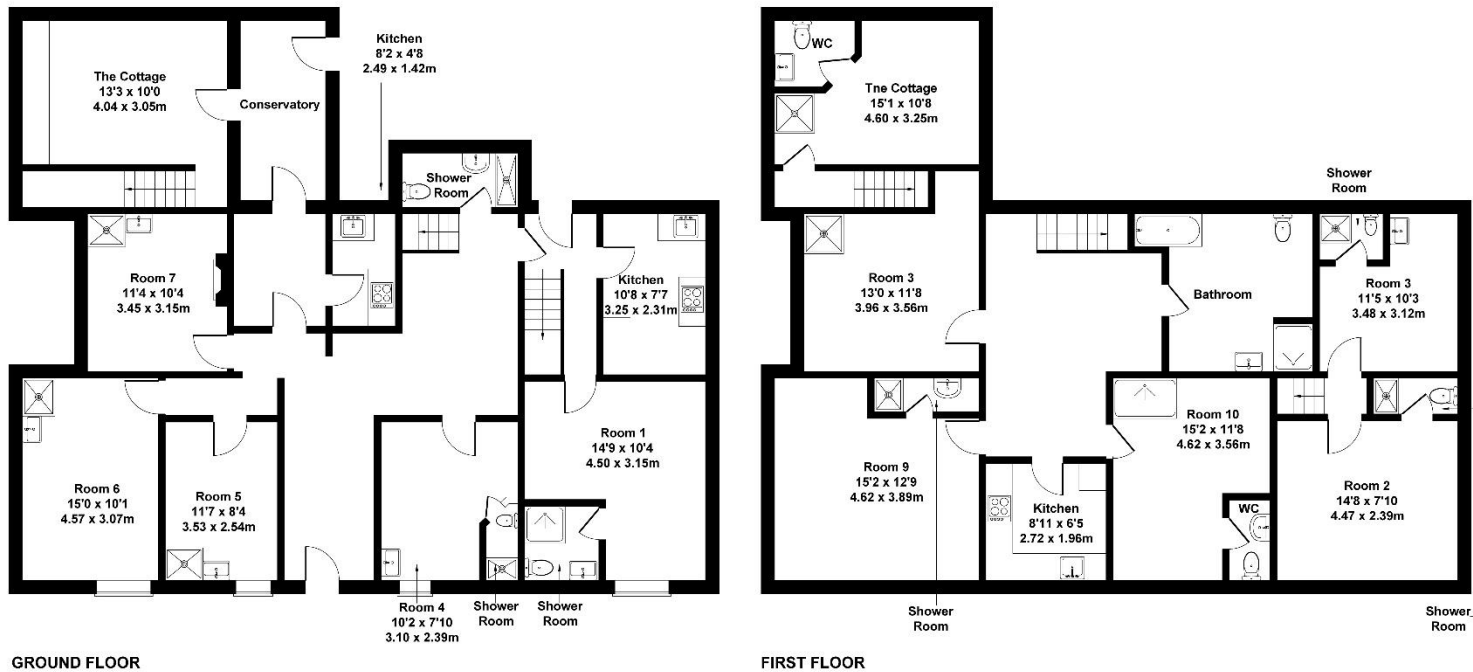 Kitchen
8'2 x 4'8
2.49 x 1.42m
The Cottage
13'3 x 10'0
4.04 x 3.05m
Conservatory
Shower
Room
Room 7
11'4 x 10'4
3.45 x 3.15m
Kitchen
10'8 x 7'7
3.25 x 2.31m
Room 1
14'9 x 10'4
4.50 x 3.15m
Room 6
15'0 x 10'1
4.57 x 3.07m
Room 5
11'7 x 8'4
3.53 x 2.54m
Room 4
10'2 x 7'10
3.10 x 2.39m
Shower
Room
Shower
Room
GROUND FLOOR
WC
Tne Cottage
15'1 x 10'8
4.60 x 3.25m
Shower
Room
Room 3
13'0 x 11'8
3.96 x 3.56m
Bathroom
Room 3
11'5 x 10'3
3.48 x 3.12m
Room 10
15'2 x 11'8
4.62 x 3.56m
Room 9
15'2 x 12'9
4.62 x 3.89m
Kitchen
8'11 x 6'5
2.72 x 1.96m
WC
Room 2
14'8 x 7'10
4.47 x 2.39m
Shower
Room
Shower
Room
FIRST FLOOR